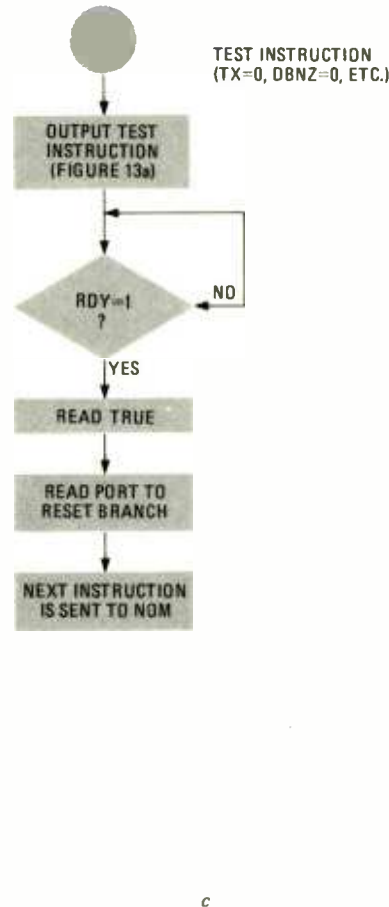 TEST INSTRUCTION
(TX=0, DBNZ=0, ETC.)
OUTPUT TEST
INSTRUCTION
(FIGURE 13a)
RDY=1
?
NO
YES
READ TRUE
READ PORT TO
RESET BRANCH
NEXT INSTRUCTION
IS SENT TO NOM
c